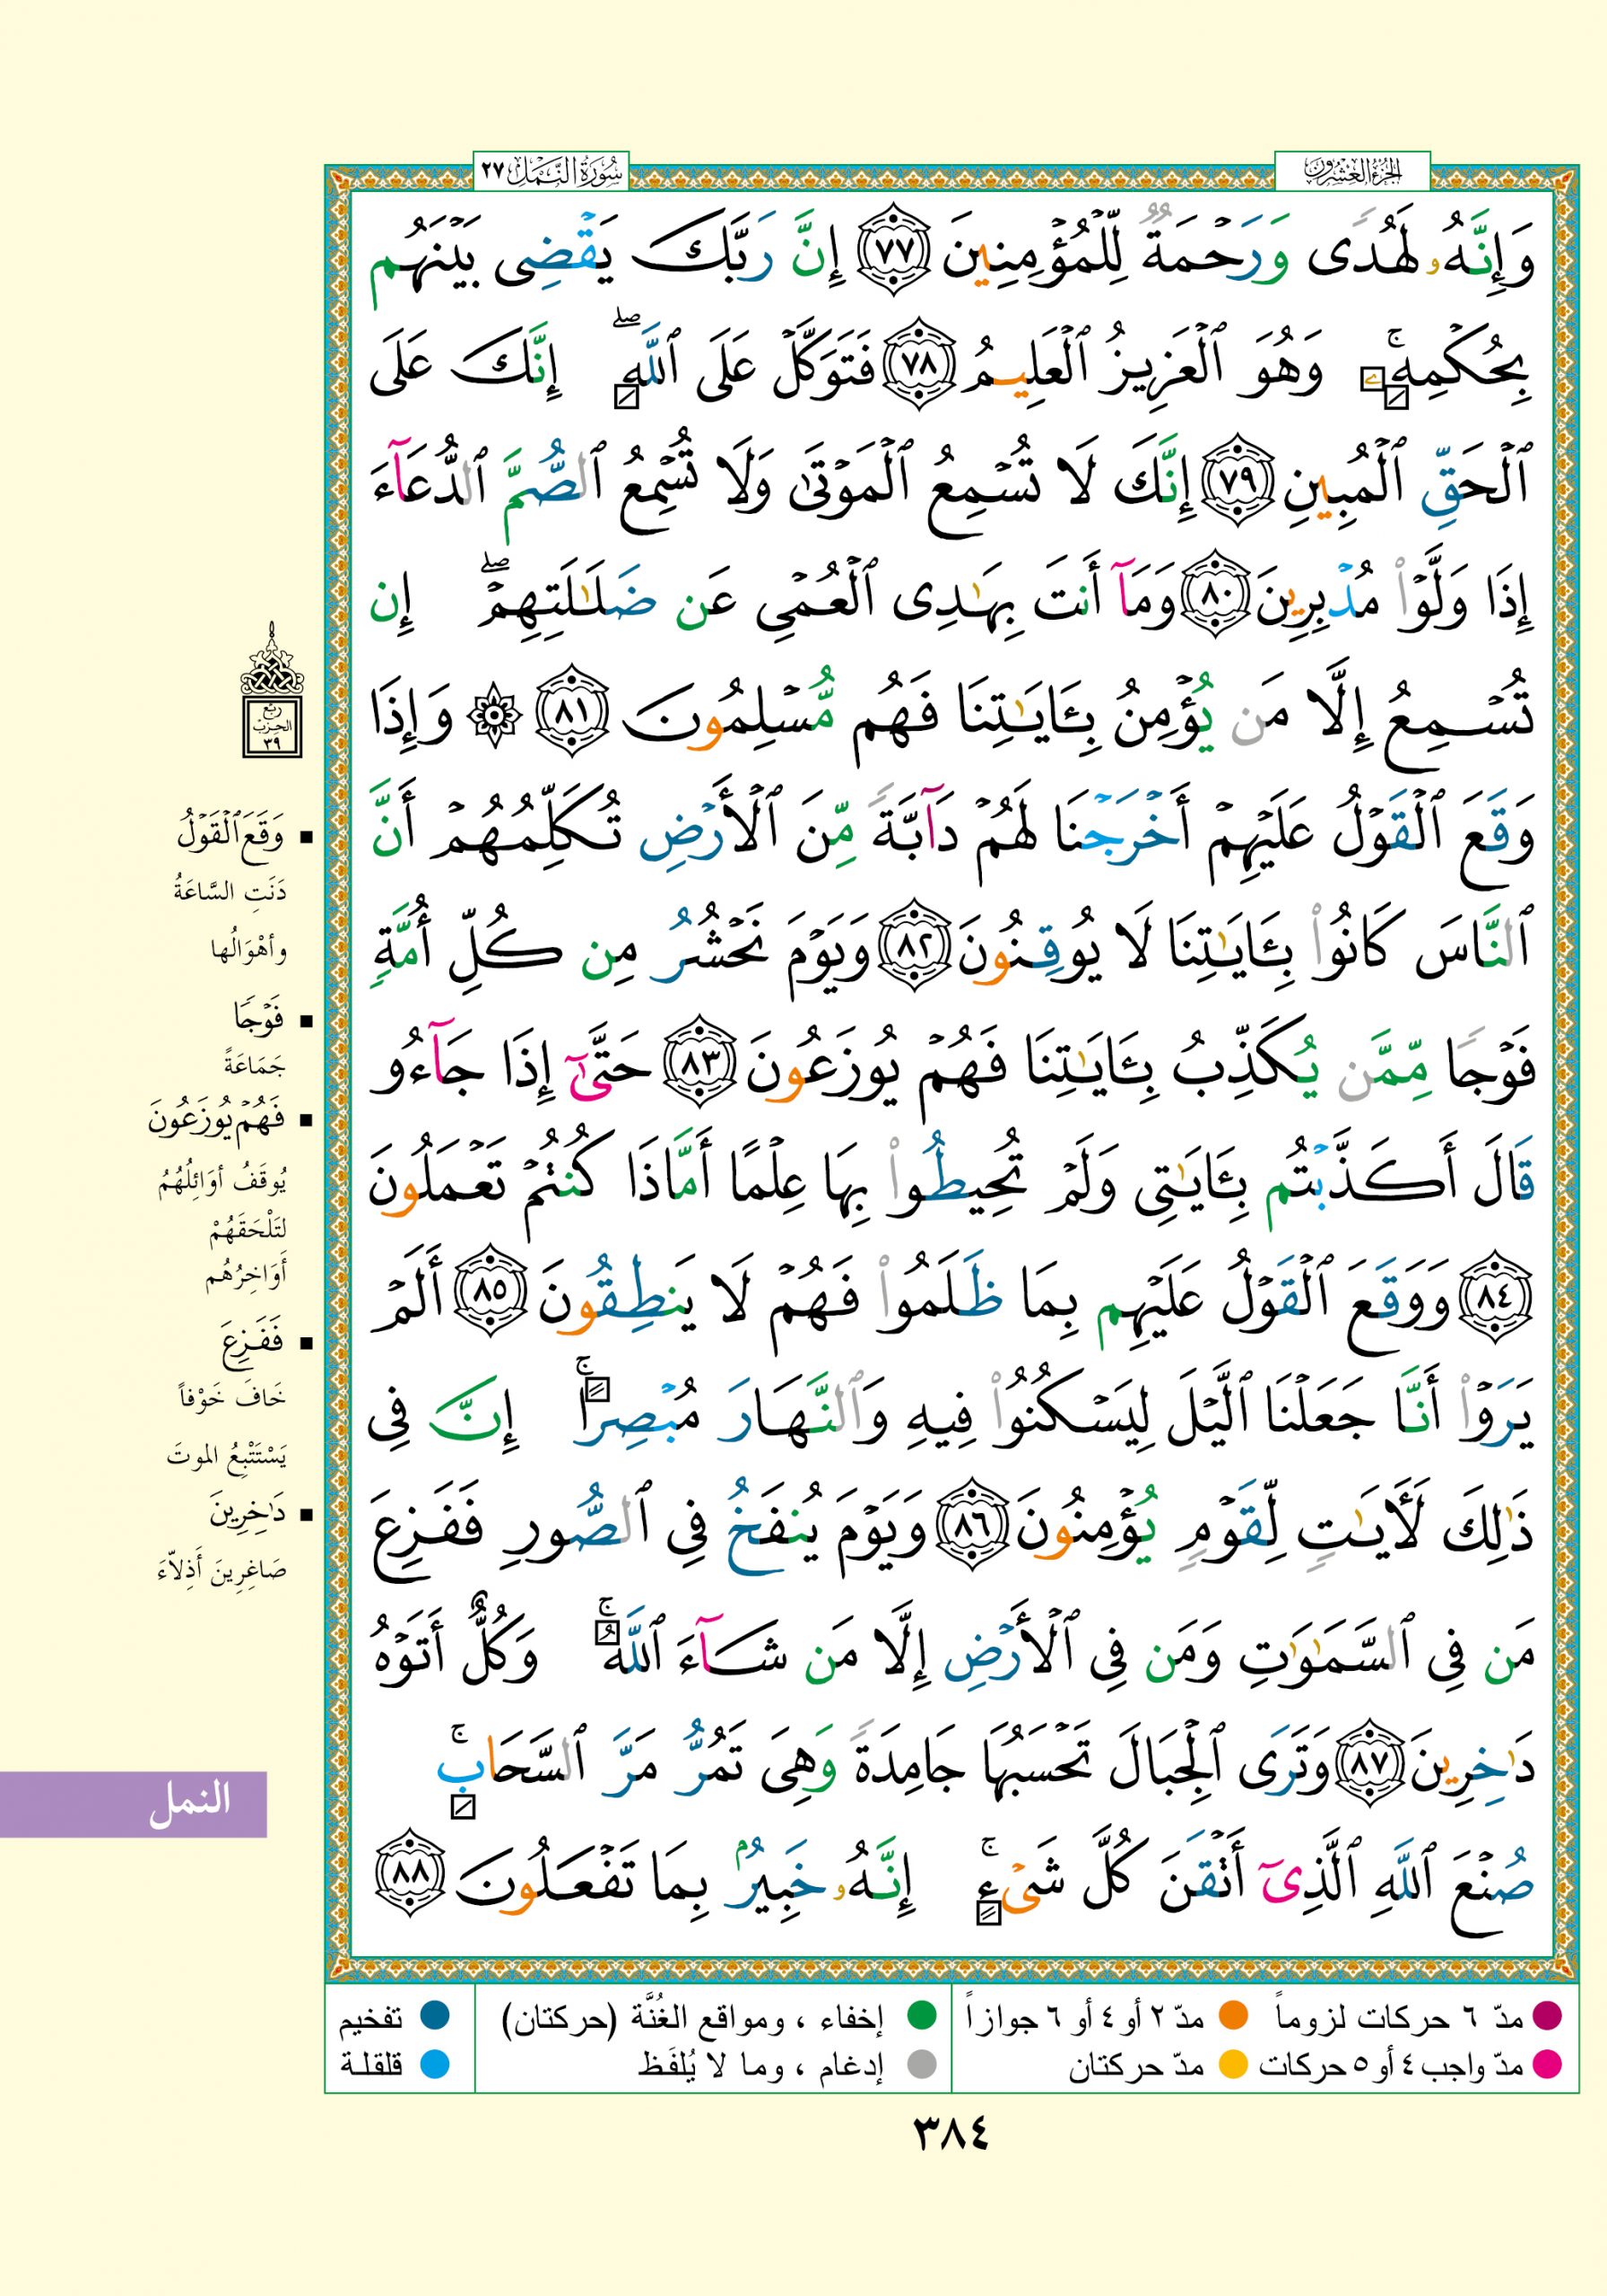 الجزء العشرون
سورة النمل ٢٧
وَإِنَّهُۥ لَهُدًى وَرَحْمَةٌ لِّلْمُؤْمِنِينَ ٧٧ إِنَّ رَبَّكَ يَقْضِى بَيْنَهُم
بِحُكْمِهِۦ ۚ وَهُوَ ٱلْعَزِيزُ ٱلْعَلِيمُ ٧٨ فَتَوَكَّلْ عَلَى ٱللَّهِ ۖ إِنَّكَ عَلَى
ٱلْحَقِّ ٱلْمُبِينِ ٧٩ إِنَّكَ لَا تُسْمِعُ ٱلْمَوْتَىٰ وَلَا تُسْمِعُ ٱلصُّمَّ ٱلدُّعَآءَ
إِذَا وَلَّوْا۟ مُدْبِرِينَ ٨٠ وَمَآ أَنتَ بِهَٰدِى ٱلْعُمْىِ عَن ضَلَٰلَتِهِمْ ۖ إِن
تُسْمِعُ إِلَّا مَن يُؤْمِنُ بِـَٔايَٰتِنَا فَهُم مُّسْلِمُونَ ٨١ ۞ وَإِذَا
وَقَعَ ٱلْقَوْلُ عَلَيْهِمْ أَخْرَجْنَا لَهُمْ دَآبَّةً مِّنَ ٱلْأَرْضِ تُكَلِّمُهُمْ أَنَّ
ٱلنَّاسَ كَانُوا۟ بِـَٔايَٰتِنَا لَا يُوقِنُونَ ٨٢ وَيَوْمَ نَحْشُرُ مِن كُلِّ أُمَّةٍ
فَوْجًا مِّمَّن يُكَذِّبُ بِـَٔايَٰتِنَا فَهُمْ يُوزَعُونَ ٨٣ حَتَّىٰٓ إِذَا جَآءُو
قَالَ أَكَذَّبْتُم بِـَٔايَٰتِى وَلَمْ تُحِيطُوا۟ بِهَا عِلْمًا أَمَّاذَا كُنتُمْ تَعْمَلُونَ
٨٤ وَوَقَعَ ٱلْقَوْلُ عَلَيْهِم بِمَا ظَلَمُوا۟ فَهُمْ لَا يَنطِقُونَ ٨٥ أَلَمْ
يَرَوْا۟ أَنَّا جَعَلْنَا ٱلَّيْلَ لِيَسْكُنُوا۟ فِيهِ وَٱلنَّهَارَ مُبْصِرًا ۚ إِنَّ فِى
ذَٰلِكَ لَـَٔايَٰتٍ لِّقَوْمٍ يُؤْمِنُونَ ٨٦ وَيَوْمَ يُنفَخُ فِى ٱلصُّورِ فَفَزِعَ
مَن فِى ٱلسَّمَٰوَٰتِ وَمَن فِى ٱلْأَرْضِ إِلَّا مَن شَآءَ ٱللَّهُ ۚ وَكُلٌّ أَتَوْهُ
دَٰخِرِينَ ٨٧ وَتَرَى ٱلْجِبَالَ تَحْسَبُهَا جَامِدَةً وَهِىَ تَمُرُّ مَرَّ ٱلسَّحَابِ ۚ
صُنْعَ ٱللَّهِ ٱلَّذِىٓ أَتْقَنَ كُلَّ شَىْءٍ ۚ إِنَّهُۥ خَبِيرٌۢ بِمَا تَفْعَلُونَ ٨٨
ربع
الحزب
٣٩
وَقَعَ ٱلْقَوْلُ
دَنَتِ السَّاعَةُ
وأهْوَالُها
فَوْجًا
جَمَاعَةً
فَهُمْ يُوزَعُونَ
يُوقَفُ أوَائِلُهُمْ
لتَلْحَقَهُمْ
أَوَاخِرُهُم
فَفَزِعَ
خَافَ خَوْفاً
يَسْتَتْبِعُ الموتَ
دَٰخِرِينَ
صَاغِرِينَ أَذِلاّءَ
النمل
مدّ ٦ حركات لزوماً مدّ ٢ أو ٤ أو ٦ جوازاً إخفاء ، ومواقع الغُنَّة (حركتان) تفخيم
مدّ واجب ٤ أو ٥ حركات مدّ حركتان إدغام ، وما لا يُلفَظ قلقلة
٣٨٤